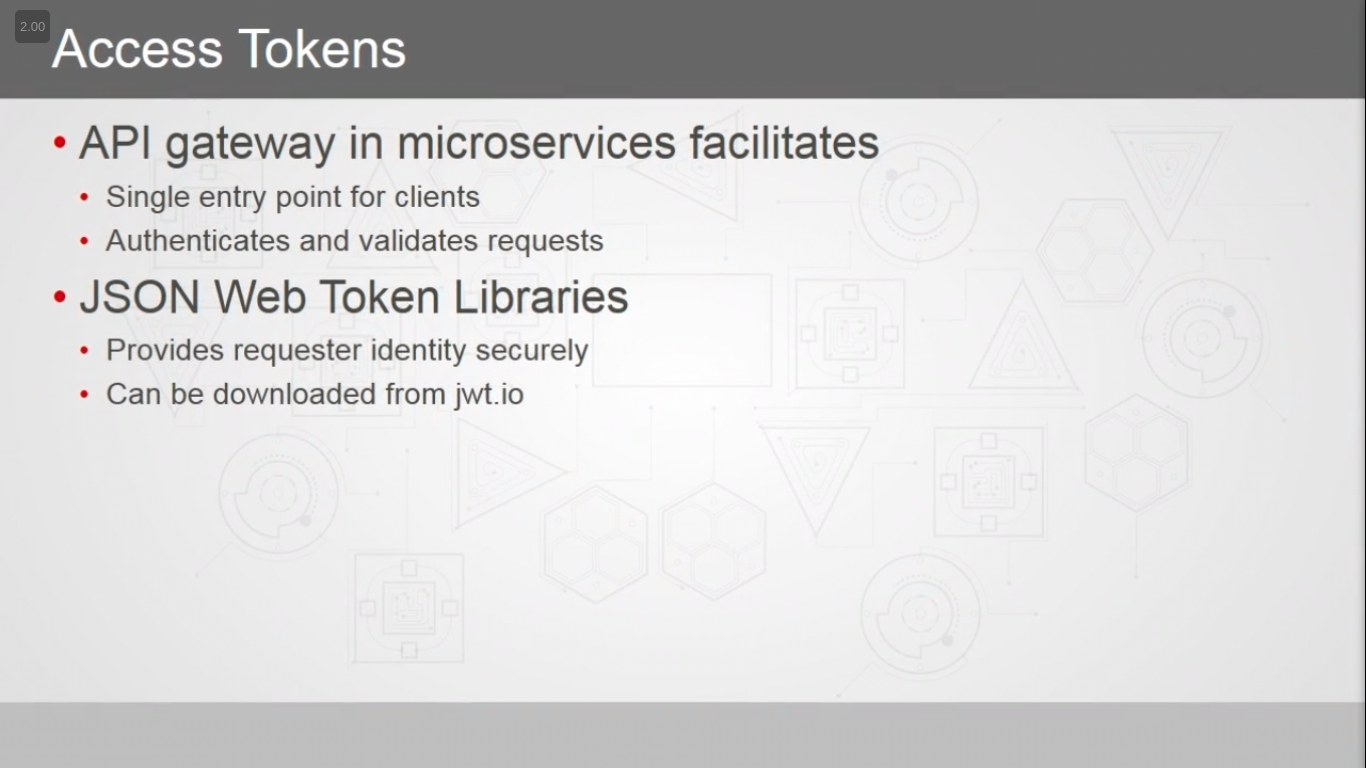 2.00
Access Tokens
• API gateway in microservices facilitates
• Single entry point for clients
• Authenticates and validates requests
• JSON Web Token Libraries
• Provides requester identity securely
• Can be downloaded from jwt.io